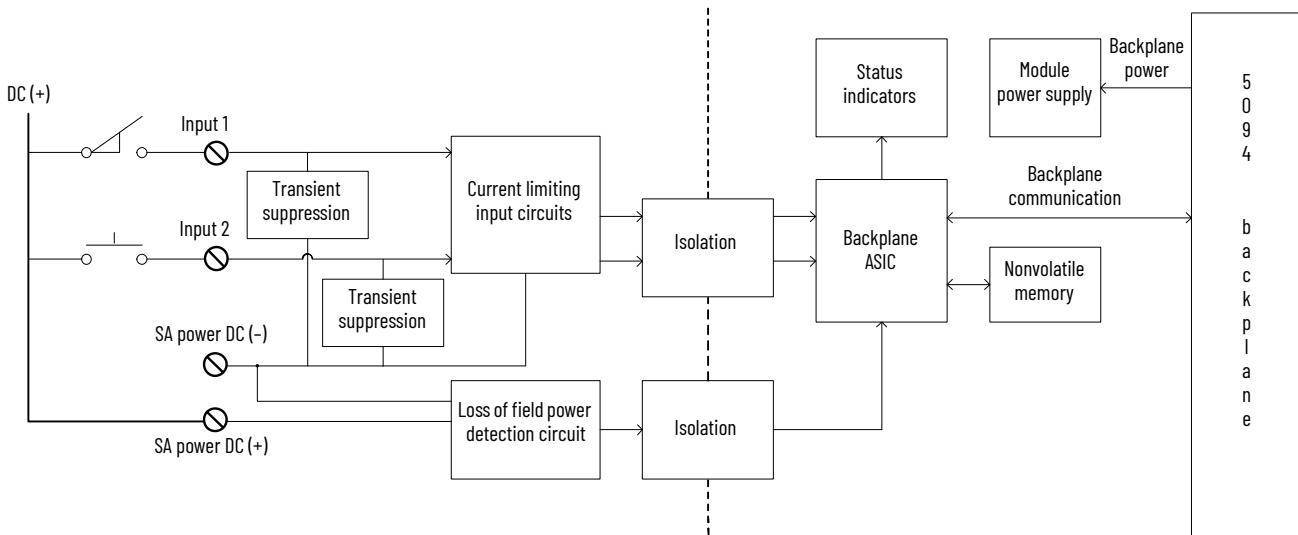 DC (+)
Input 1
Transient
suppression
Input 2
Transient
suppression
SA power DC (–)
SA power DC (+)
Current limiting
input circuits
Loss of field power
detection circuit
Isolation
Isolation
Status
indicators
Backplane
ASIC
Module
power supply
Backplane
power
Backplane
communication
Nonvolatile
memory
5
0
9
4
b
a
c
k
p
l
a
n
e